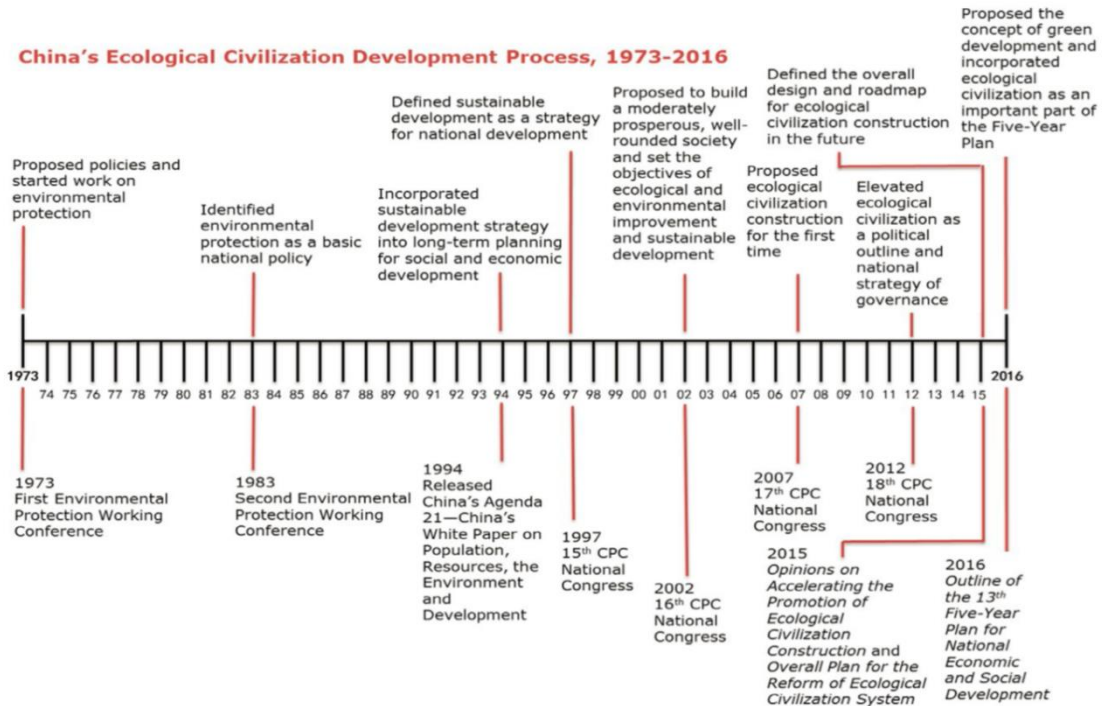 China's Ecological Civilization Development Process, 1973-2016
Proposed policies and
started work on
environmental
protection
Identified
environmental
protection as a basic
national policy
Incorporated
sustainable
development strategy
into long-term planning
for social and economic
development
Defined sustainable
development as a strategy
for national development
Proposed to build
a moderately
prosperous, well-
rounded society
and set the
objectives of
ecological and
environmental
improvement
and sustainable
development
Proposed
ecological
civilization
construction
for the first
time
Elevated
ecological
civilization as
a political
outline and
national
strategy of
governance
Defined the overall
design and roadmap
for ecological
civilization construction
in the future
Proposed the
concept of green
development and
incorporated
ecological
civilization as an
important part of
the Five-Year
Plan
1973 74 75 76 77 78 79 80 81 82 83 84 85 86 87 88 89 90 91 92 93 94 95 96 97 98 99 00 01 02 03 04 05 06 07 08 09 10 11 12 13 14 15 2016
1973
First Environmental
Protection Working
Conference
1983
Second Environmental
Protection Working
Conference
1994
Released
China's Agenda
21—China's
White Paper on
Population,
Resources, the
Environment
and
Development
1997
15th CPC
National
Congress
2002
16th CPC
National
Congress
2007
17th CPC
National
Congress
2012
18th CPC
National
Congress
2015
Opinions on
Accelerating the
Promotion of
Ecological
Civilization
Construction and
Overall Plan for the
Reform of Ecological
Civilization System
2016
Outline of
the 13th
Five-Year
Plan for
National
Economic
and Social
Development